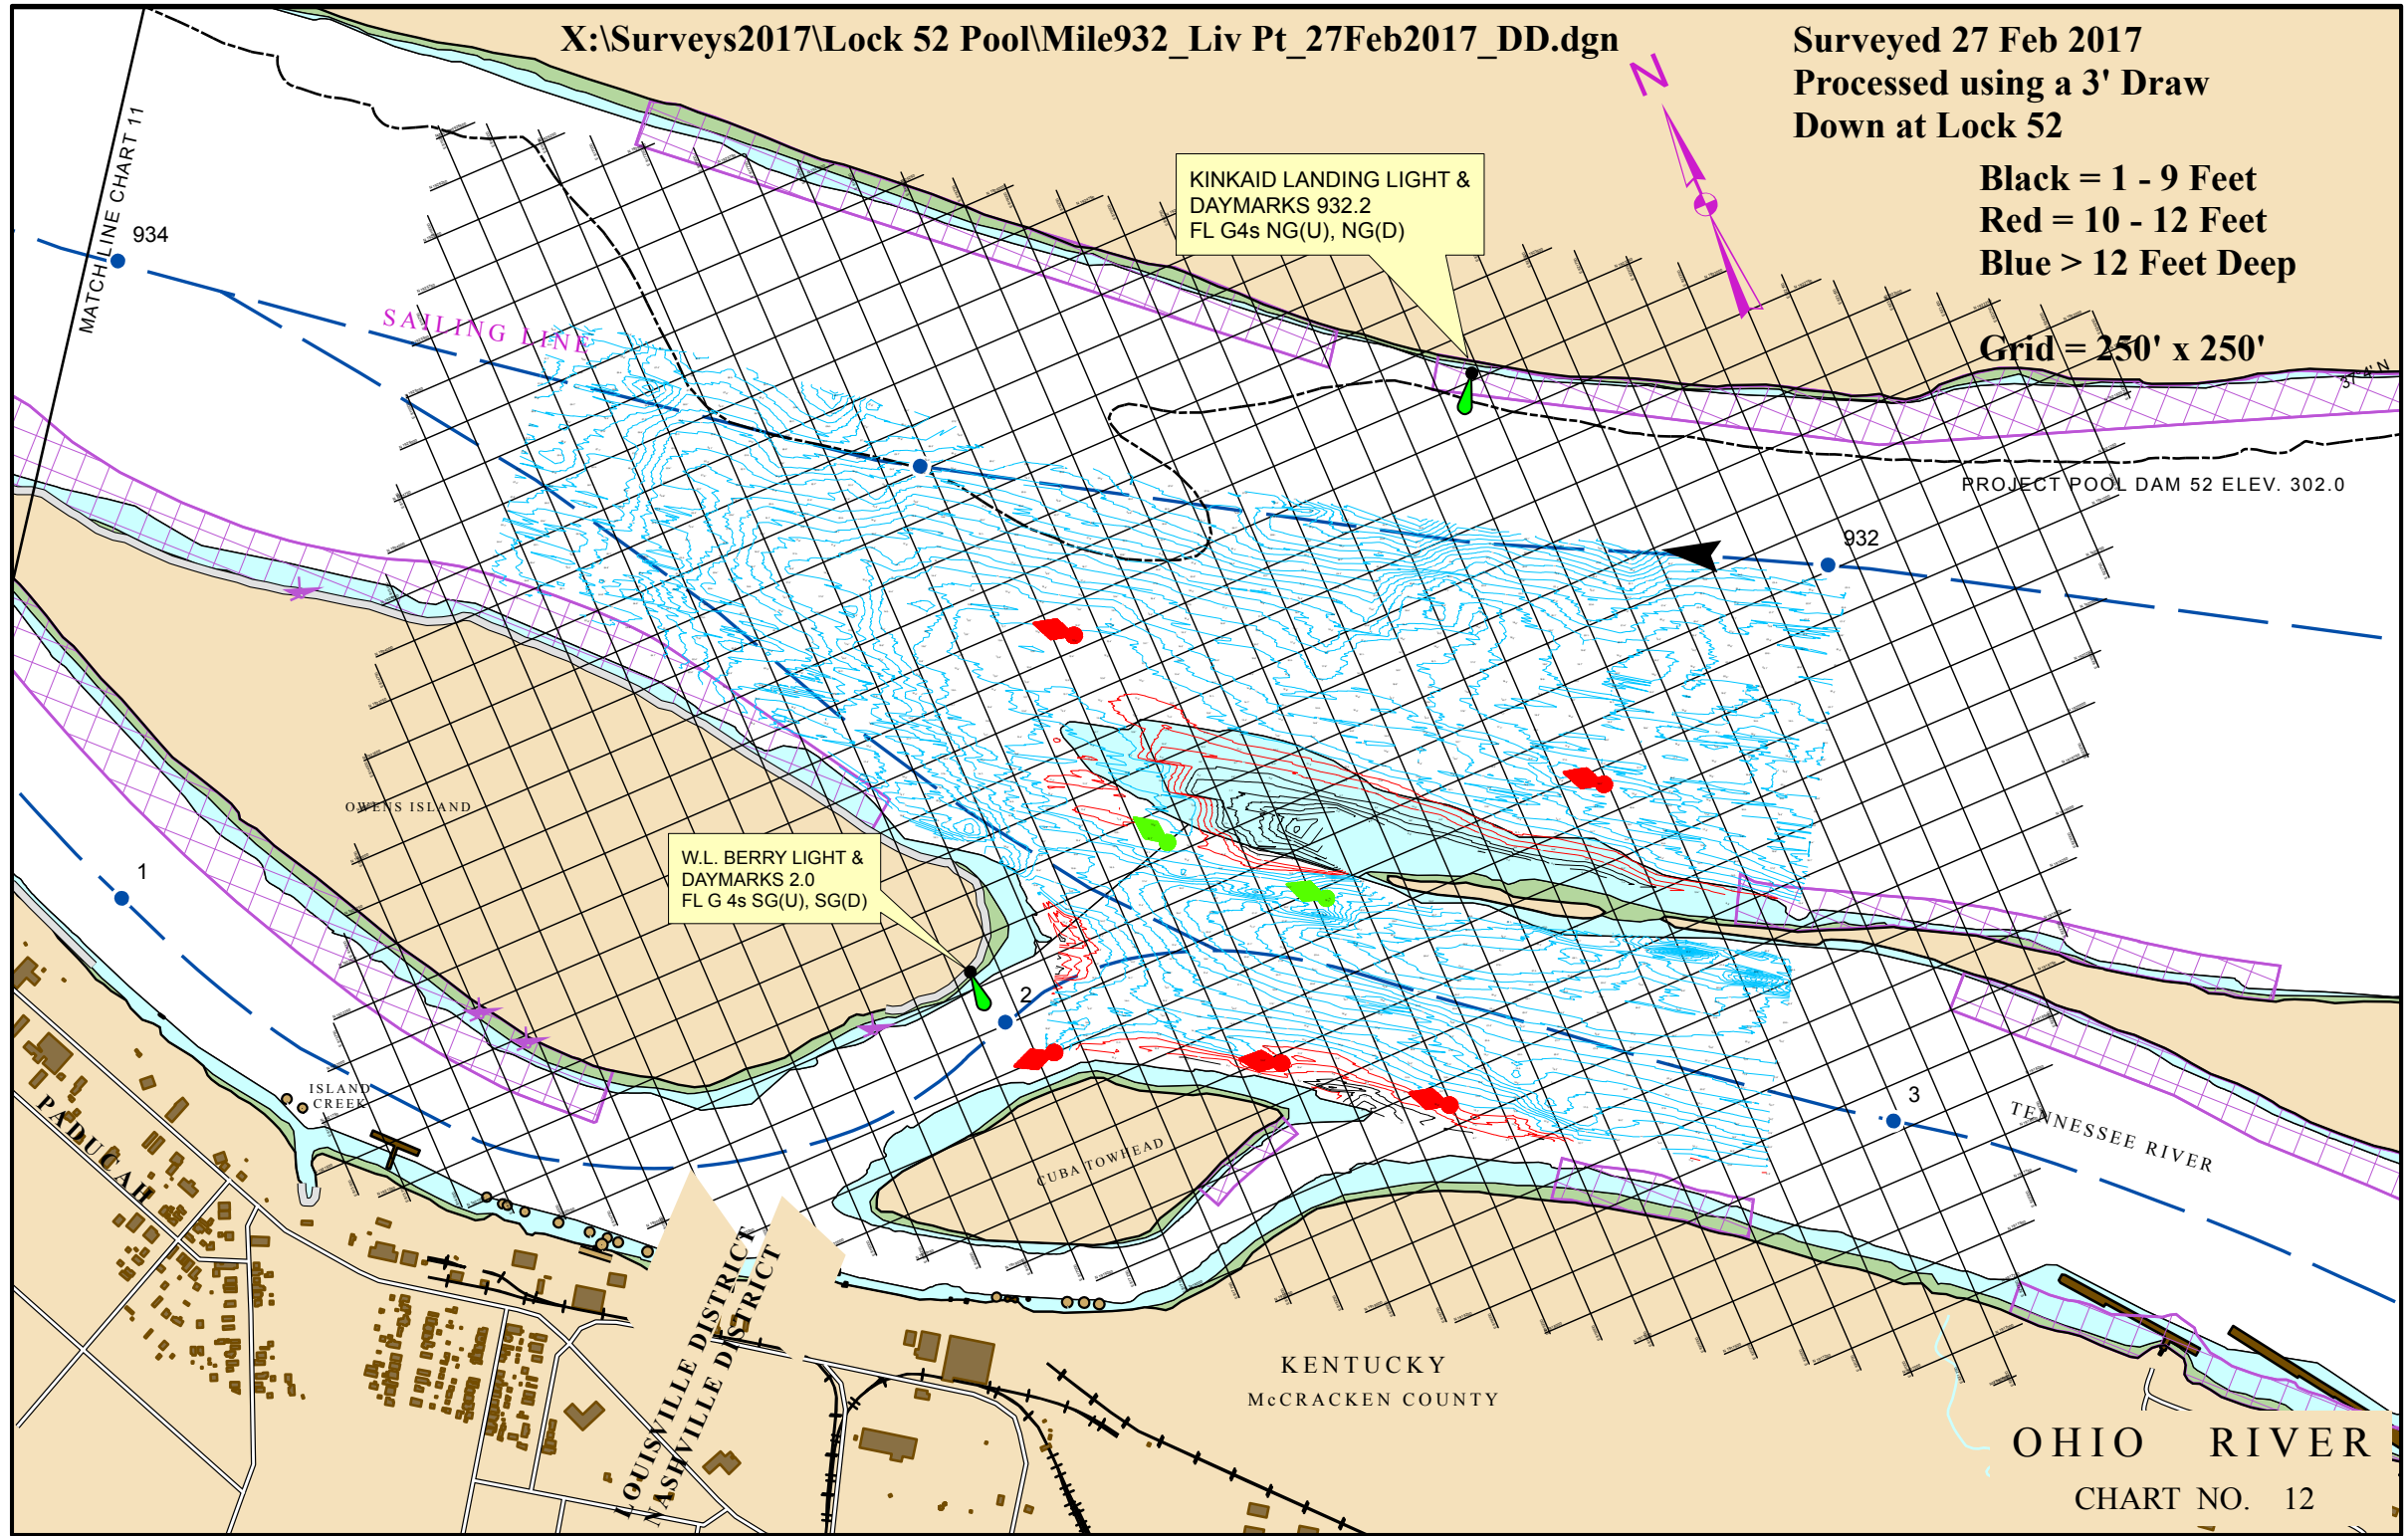 X:\Surveys2017\Lock 52 Pool\Mile932_Liv Pt_27Feb2017_DD.dgn
Surveyed 27 Feb 2017
Processed using a 3' Draw
Down at Lock 52
Black = 1 - 9 Feet
Red = 10 - 12 Feet
Blue > 12 Feet Deep
Grid = 250' x 250'
N
KINKAID LANDING LIGHT &
DAYMARKS 932.2
FL G4s NG(U), NG(D)
MATCH LINE CHART 11
934
SAILING LINE
37°4' N
PROJECT POOL DAM 52 ELEV. 302.0
932
OWENS ISLAND
W.L. BERRY LIGHT &
DAYMARKS 2.0
FL G 4s SG(U), SG(D)
1
2
3
ISLAND
CREEK
PADUCAH
CUBA TOWHEAD
TENNESSEE RIVER
LOUISVILLE DISTRICT
NASHVILLE DISTRICT
KENTUCKY
McCRACKEN COUNTY
OHIO RIVER
CHART NO. 12